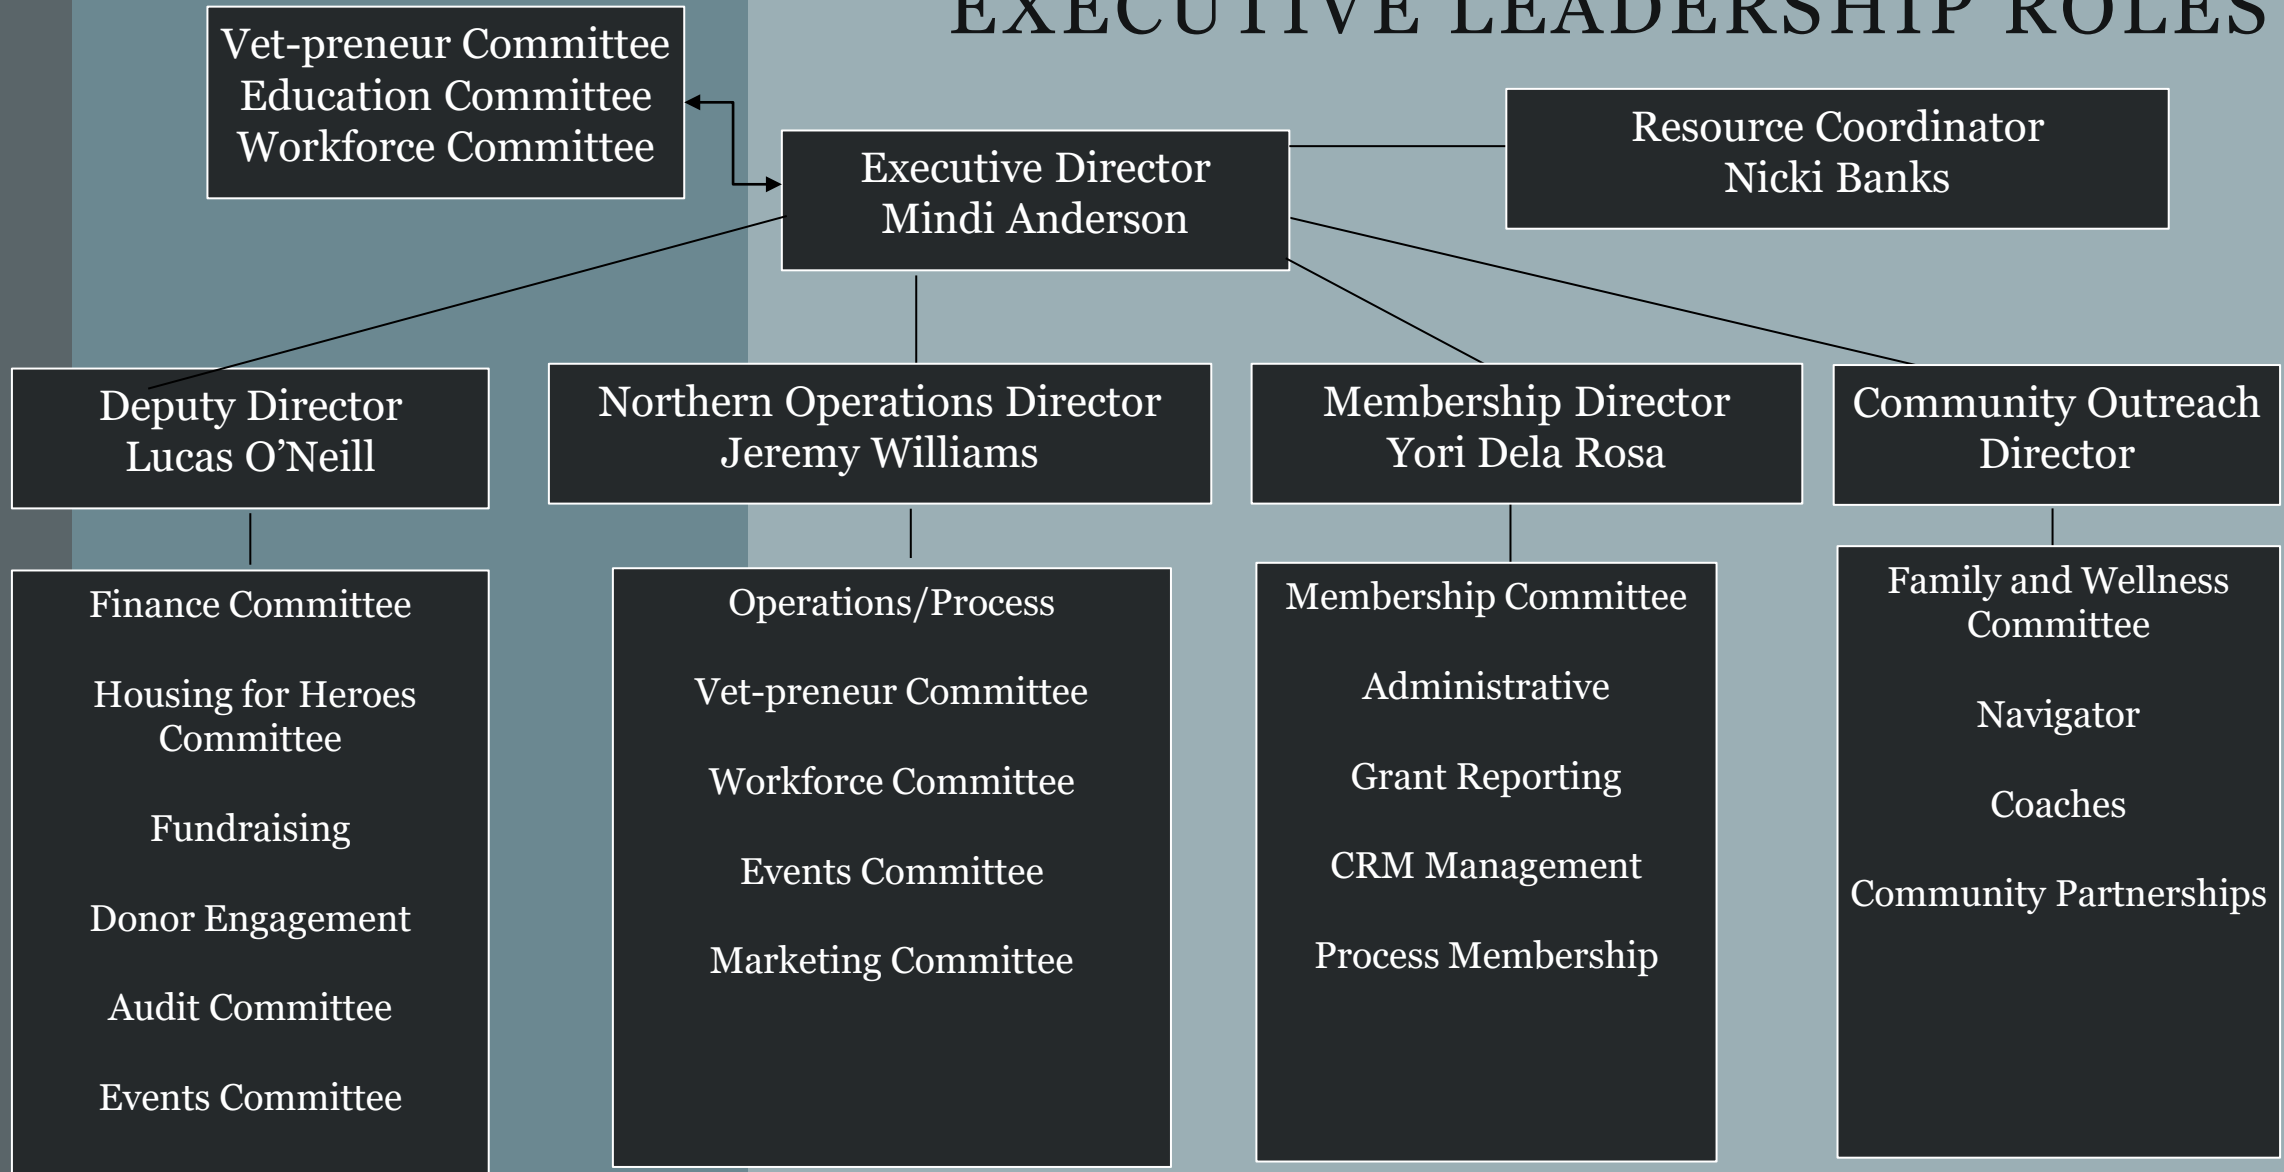 EXECUTIVE LEADERSHIP ROLES
Vet-preneur Committee
Education Committee
Workforce Committee
Executive Director
Mindi Anderson
Resource Coordinator
Nicki Banks
Deputy Director
Lucas O’Neill
Northern Operations Director
Jeremy Williams
Membership Director
Yori Dela Rosa
Community Outreach
Director
Finance Committee
Housing for Heroes
Committee
Fundraising
Donor Engagement
Audit Committee
Events Committee
Operations/Process
Vet-preneur Committee
Workforce Committee
Events Committee
Marketing Committee
Membership Committee
Administrative
Grant Reporting
CRM Management
Process Membership
Family and Wellness
Committee
Navigator
Coaches
Community Partnerships